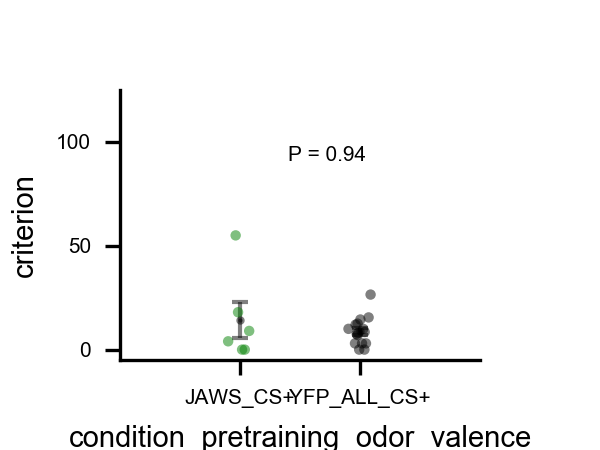 100
P = 0.94
criterion
50
0
JAWS_CS+
YFP_ALL_CS+
condition_pretraining_odor_valence